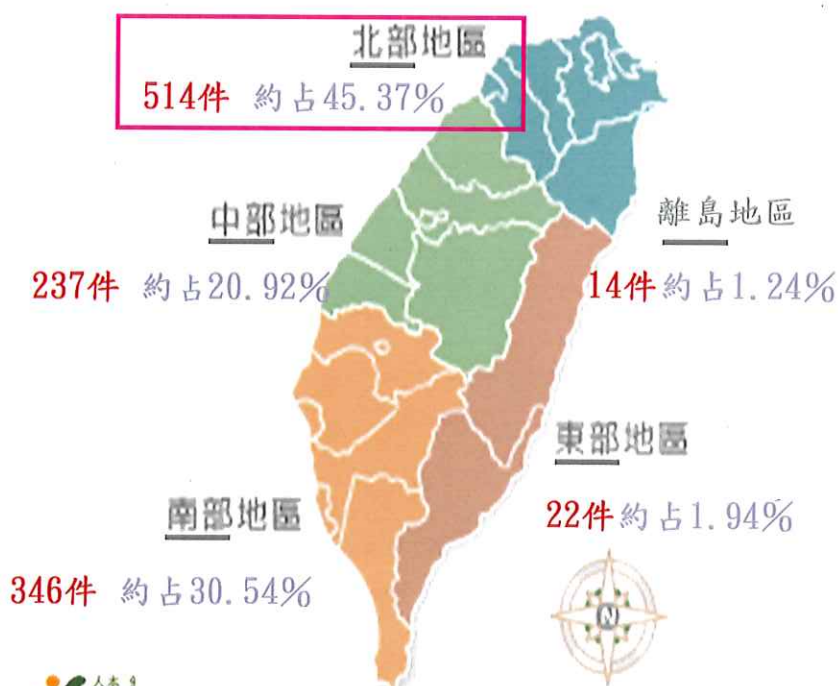 北部地區
514件 約占45.37%
中部地區
237件 約占20.92%
離島地區
14件約占1.24%
東部地區
22件約占1.94%
南部地區
346件 約占30.54%
N